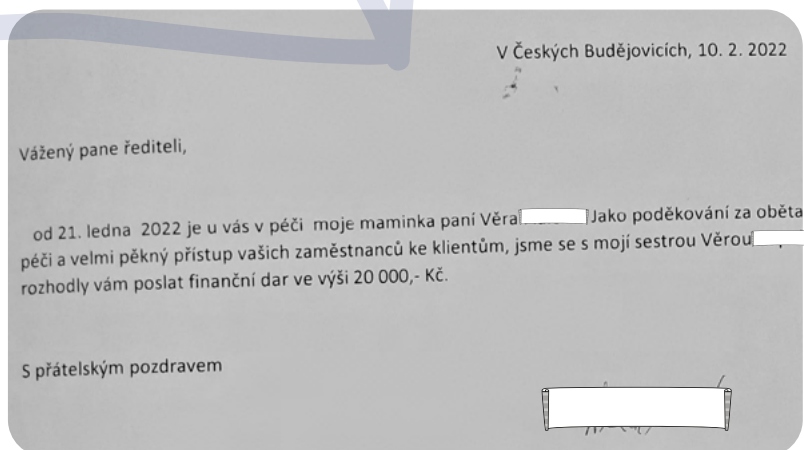 V Českých Budějovicích, 10. 2. 2022
Vážený pane řediteli,
od 21. ledna 2022 je u vás v péči moje maminka paní Věra Jako poděkování za oběta
péči a velmi pěkný přístup vašich zaměstnanců ke klientům, jsme se s mojí sestrou Věrou
rozhodly vám poslat finanční dar ve výši 20 000,- Kč.
S přátelským pozdravem